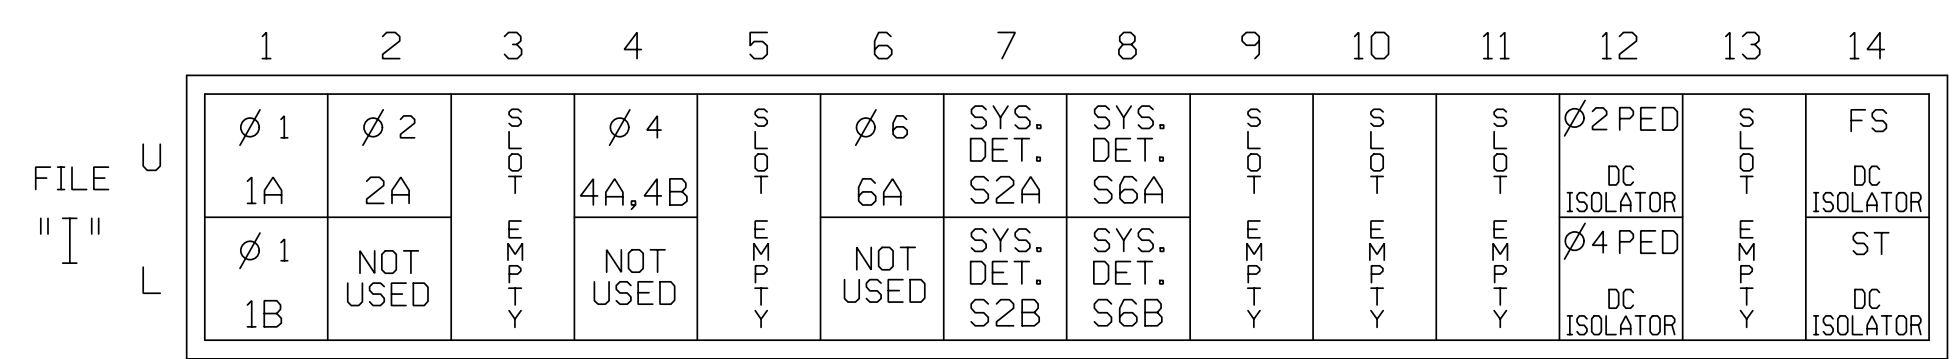 1 2 3 4 5 6 7 8 9 10 11 12 13 14
FILE
"I"
U
L
Ø 1
1A
Ø 2
2A
SLOT EMPTY
Ø 4
4A,4B
SLOT EMPTY
Ø 6
6A
SYS.
DET.
S2A
SYS.
DET.
S6A
SLOT EMPTY
SLOT EMPTY
SLOT EMPTY
Ø2 PED
DC
ISOLATOR
SLOT EMPTY
FS
DC
ISOLATOR
Ø 1
1B
NOT
USED
NOT
USED
NOT
USED
SYS.
DET.
S2B
SYS.
DET.
S6B
Ø4 PED
DC
ISOLATOR
ST
DC
ISOLATOR